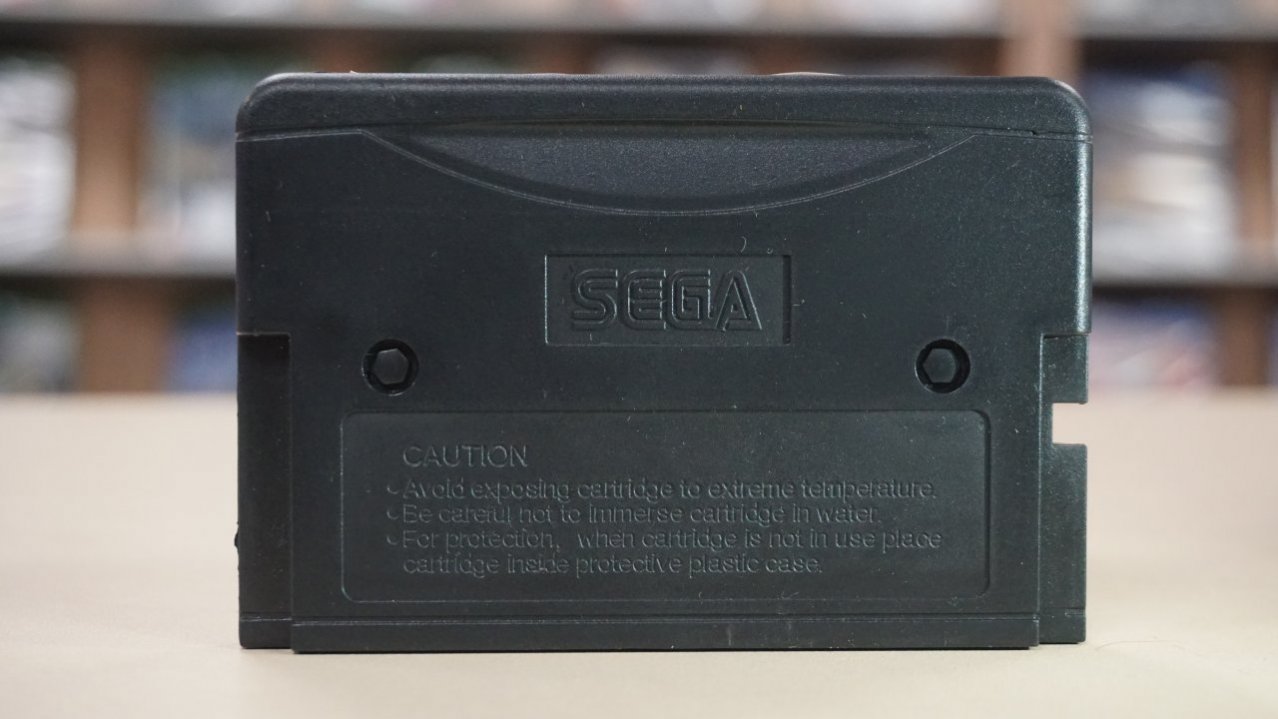 SEGA
CAUTION
Avoid exposing cartridge to extreme temperature.
Be careful not to immerse cartridge in water.
For protection, when cartridge is not in use place
cartridge inside protective plastic case.